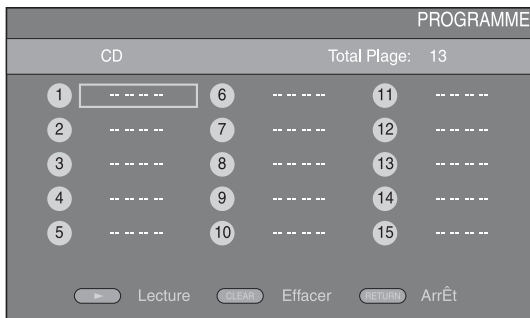 PROGRAMME
CD Total Plage: 13
1 -- -- -- -- 6 -- -- -- -- 11 -- -- -- --
2 -- -- -- -- 7 -- -- -- -- 12 -- -- -- --
3 -- -- -- -- 8 -- -- -- -- 13 -- -- -- --
4 -- -- -- -- 9 -- -- -- -- 14 -- -- -- --
5 -- -- -- -- 10 -- -- -- -- 15 -- -- -- --
Lecture CLEAR Effacer RETURN ArrÊt